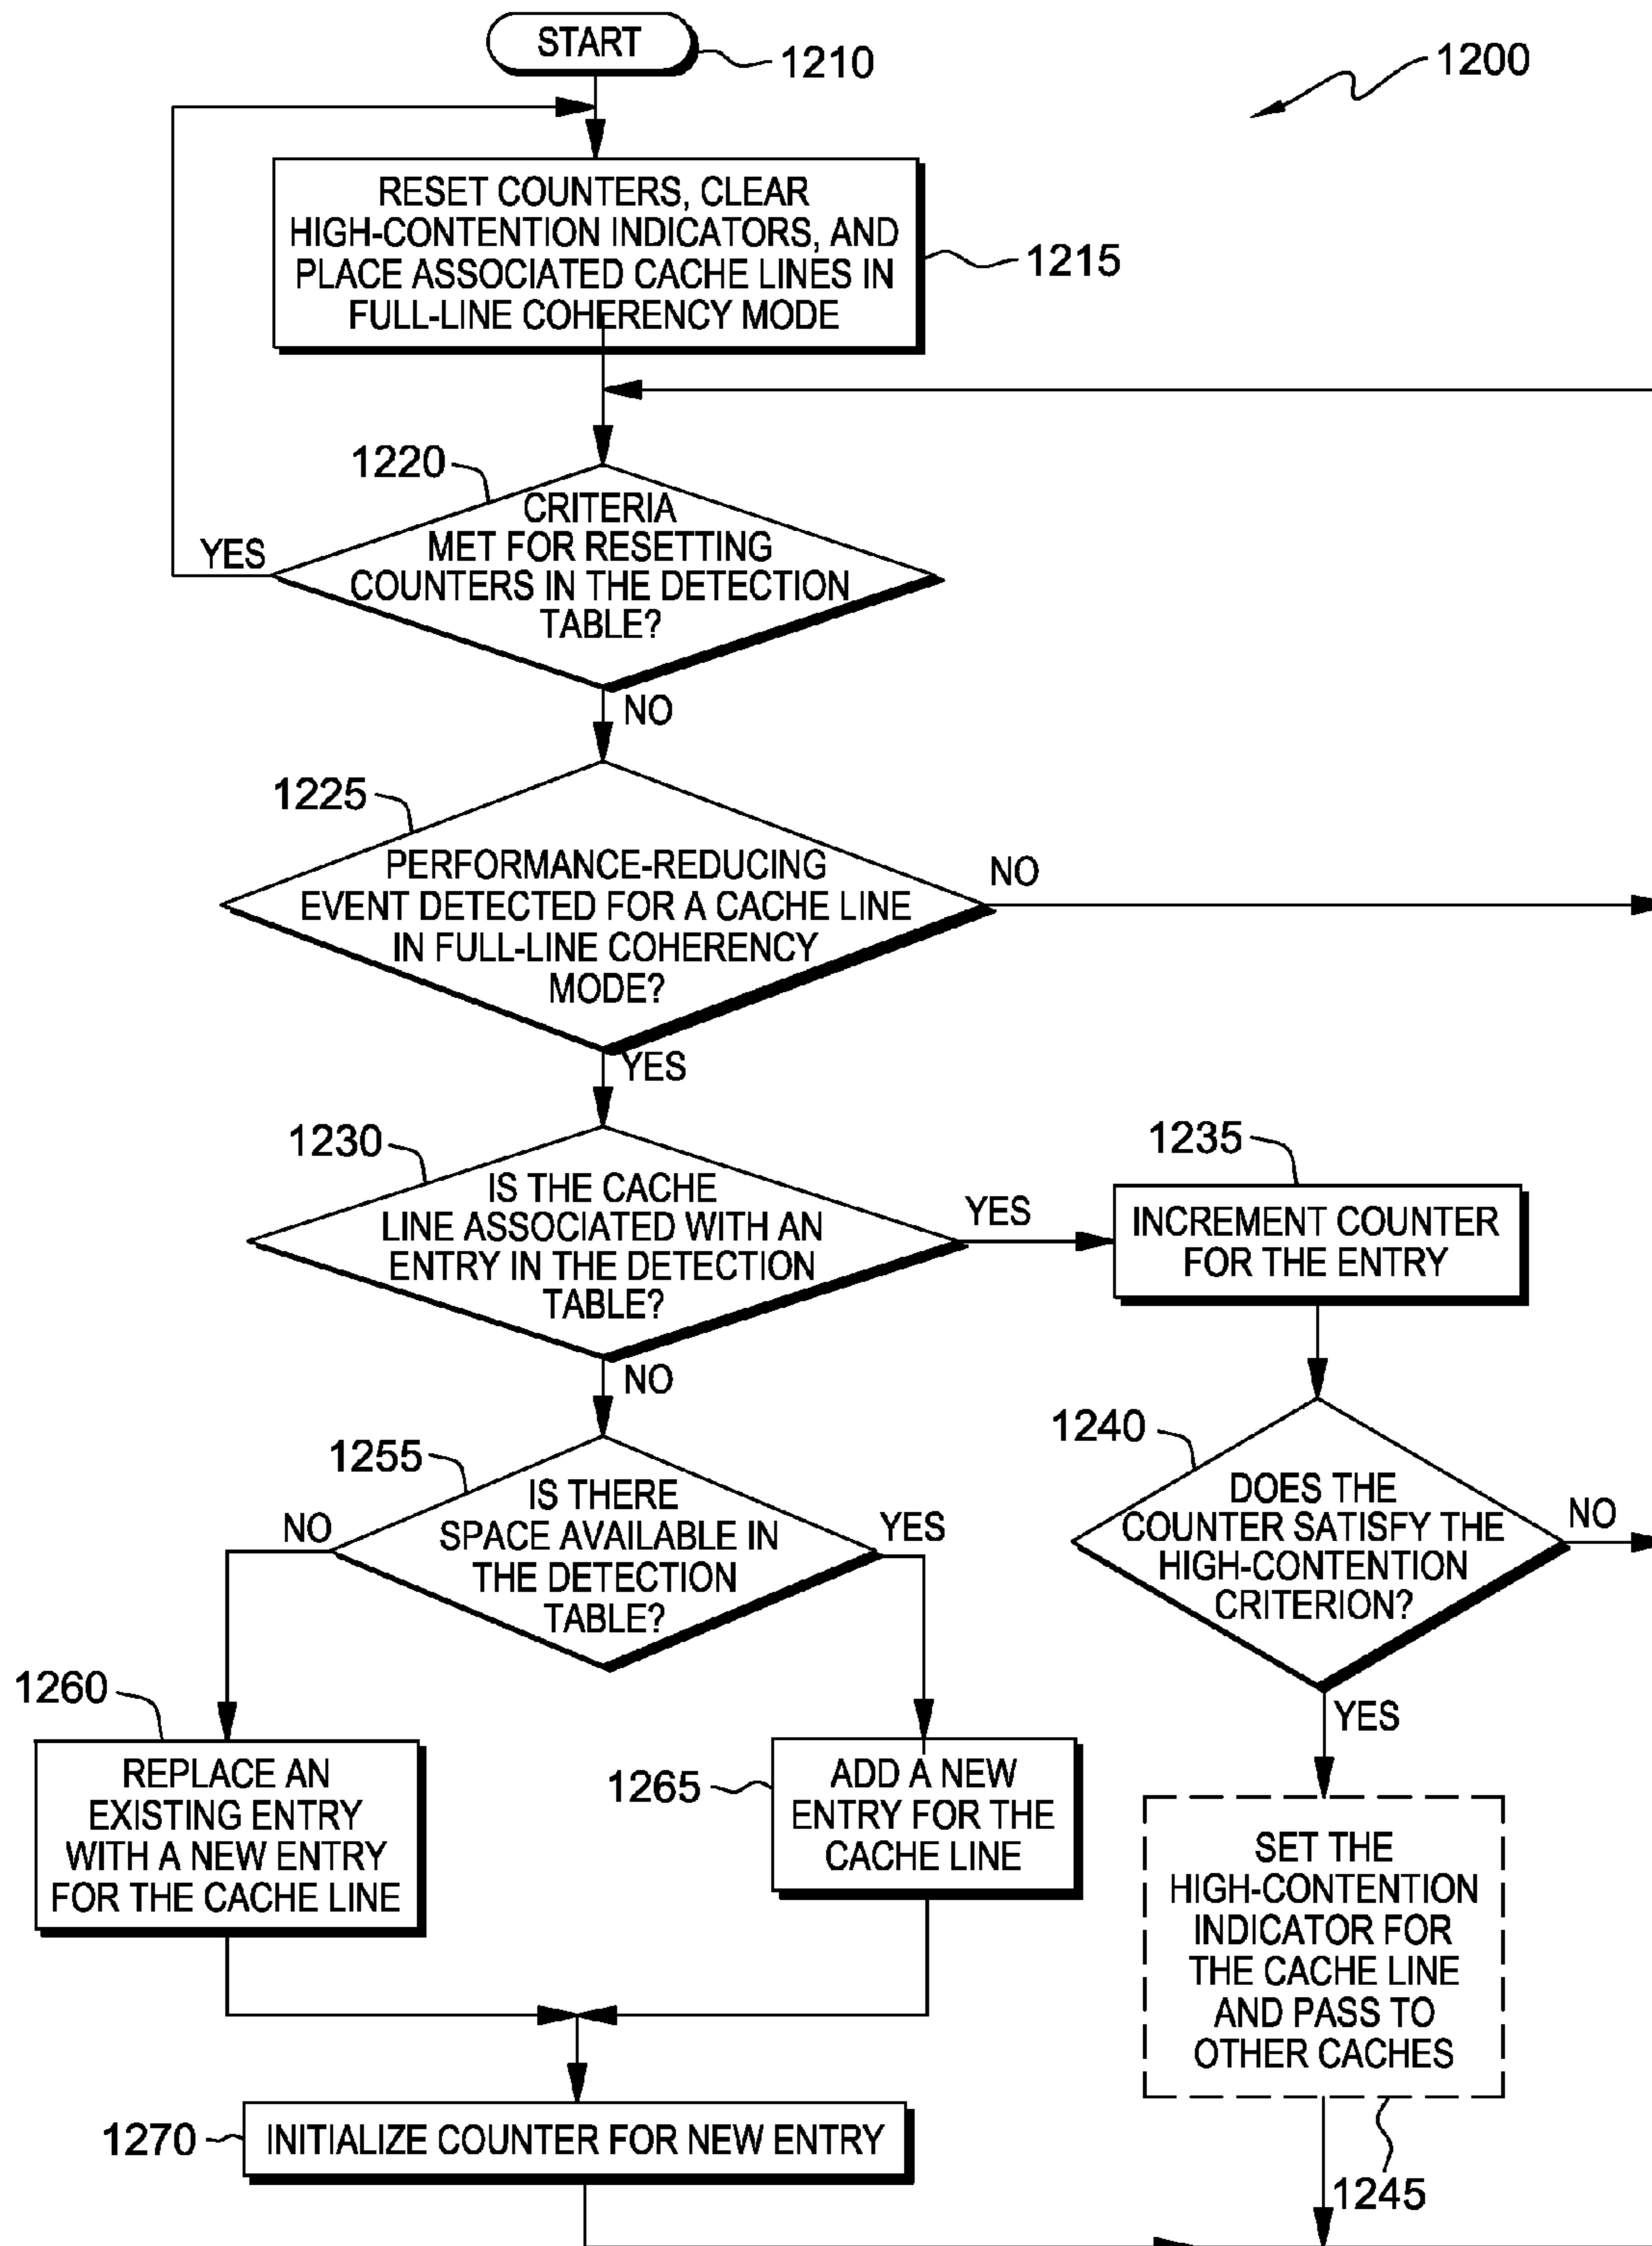 START
1210
1200
RESET COUNTERS, CLEAR
HIGH-CONTENTION INDICATORS, AND
PLACE ASSOCIATED CACHE LINES IN
FULL-LINE COHERENCY MODE
1215
1220
CRITERIA
MET FOR RESETTING
COUNTERS IN THE DETECTION
TABLE?
YES
NO
1225
PERFORMANCE-REDUCING
EVENT DETECTED FOR A CACHE LINE
IN FULL-LINE COHERENCY
MODE?
NO
YES
1230
IS THE CACHE
LINE ASSOCIATED WITH AN
ENTRY IN THE DETECTION
TABLE?
YES
NO
1235
INCREMENT COUNTER
FOR THE ENTRY
1240
DOES THE
COUNTER SATISFY THE
HIGH-CONTENTION
CRITERION?
NO
YES
1255
IS THERE
SPACE AVAILABLE IN
THE DETECTION
TABLE?
NO
YES
1260
REPLACE AN
EXISTING ENTRY
WITH A NEW ENTRY
FOR THE CACHE LINE
1265
ADD A NEW
ENTRY FOR THE
CACHE LINE
SET THE
HIGH-CONTENTION
INDICATOR FOR
THE CACHE LINE
AND PASS TO
OTHER CACHES
1245
1270
INITIALIZE COUNTER FOR NEW ENTRY